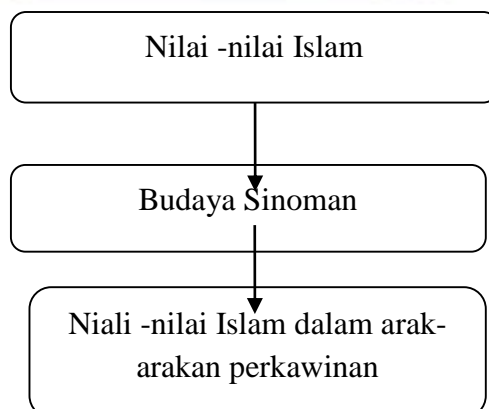 Nilai -nilai Islam
Budaya Sinoman
Niali -nilai Islam dalam arak-
arakan perkawinan